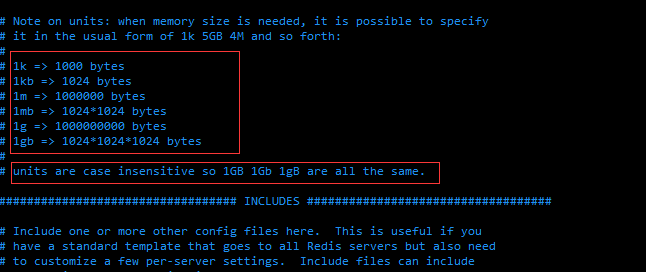 # Note on units: when memory size is needed, it is possible to specify
# it in the usual form of 1k 5GB 4M and so forth:
#
# 1k => 1000 bytes
# 1kb => 1024 bytes
# 1m => 1000000 bytes
# 1mb => 1024*1024 bytes
# 1g => 1000000000 bytes
# 1gb => 1024*1024*1024 bytes
#
# units are case insensitive so 1GB 1Gb 1gB are all the same.
################################## INCLUDES ###################################
# Include one or more other config files here.  This is useful if you
# have a standard template that goes to all Redis servers but also need
# to customize a few per-server settings.  Include files can include